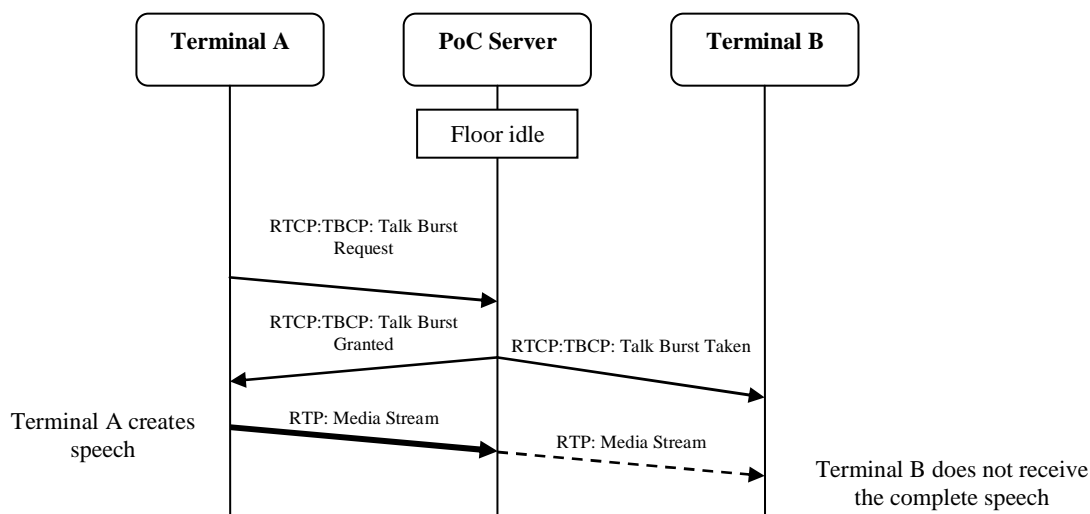 Terminal A
PoC Server
Terminal B
Floor idle
RTCP:TBCP: Talk Burst
Request
RTCP:TBCP: Talk Burst
Granted
RTCP:TBCP: Talk Burst Taken
Terminal A creates
speech
RTP: Media Stream
RTP: Media Stream
Terminal B does not receive
the complete speech